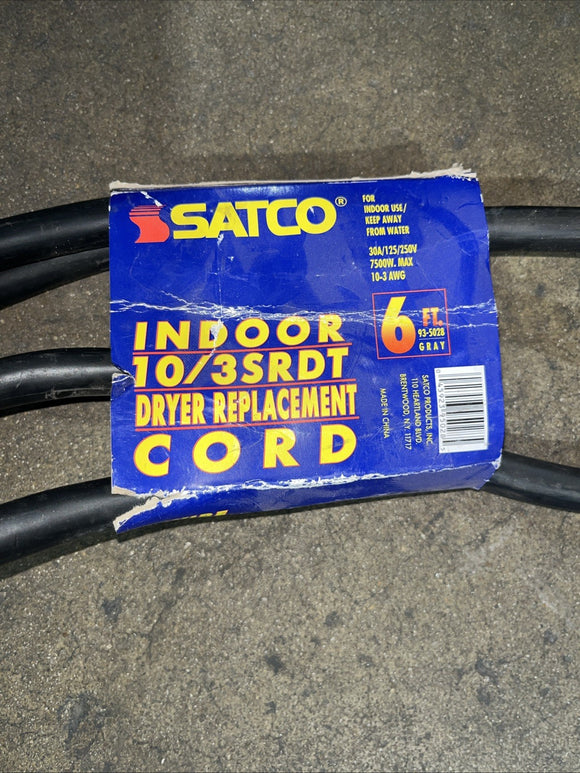 SATCO®
FOR
INDOOR USE/
KEEP AWAY
FROM WATER
30A/125/250V
7500W. MAX
10-3 AWG
INDOOR
10/3SRDT
DRYER REPLACEMENT
CORD
6 FT.
93-5028
GRAY
SATCO PRODUCTS, INC.
110 HEARTLAND BLVD.
BRENTWOOD, N.Y. 11717
MADE IN CHINA